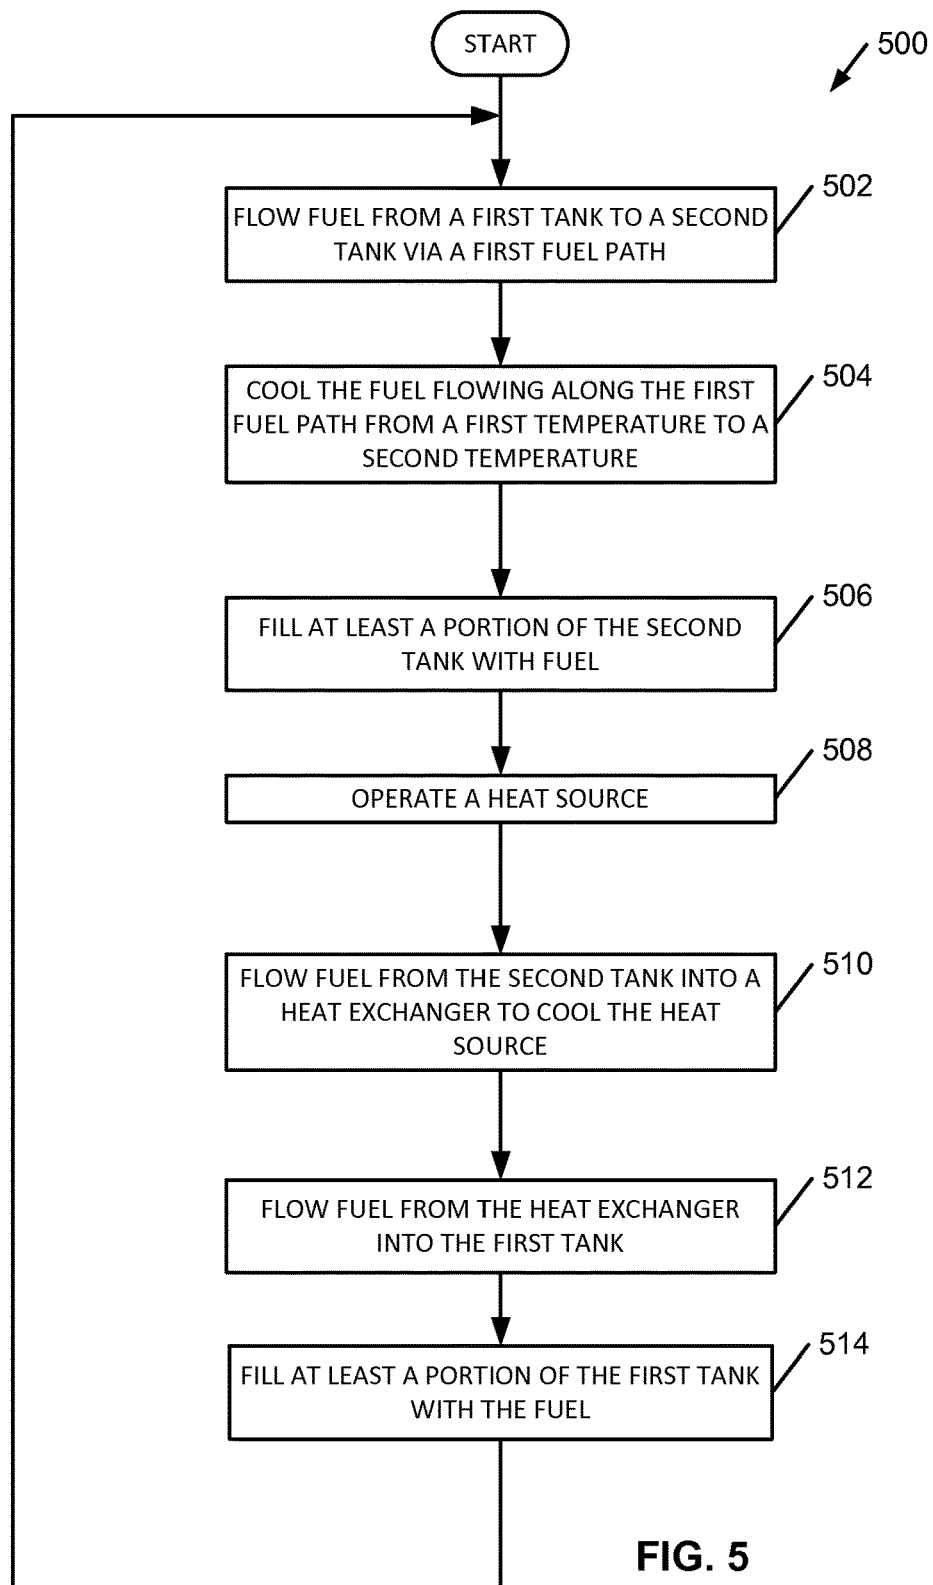 START
500
502
FLOW FUEL FROM A FIRST TANK TO A SECOND
TANK VIA A FIRST FUEL PATH
504
COOL THE FUEL FLOWING ALONG THE FIRST
FUEL PATH FROM A FIRST TEMPERATURE TO A
SECOND TEMPERATURE
506
FILL AT LEAST A PORTION OF THE SECOND
TANK WITH FUEL
508
OPERATE A HEAT SOURCE
510
FLOW FUEL FROM THE SECOND TANK INTO A
HEAT EXCHANGER TO COOL THE HEAT
SOURCE
512
FLOW FUEL FROM THE HEAT EXCHANGER
INTO THE FIRST TANK
514
FILL AT LEAST A PORTION OF THE FIRST TANK
WITH THE FUEL
FIG. 5